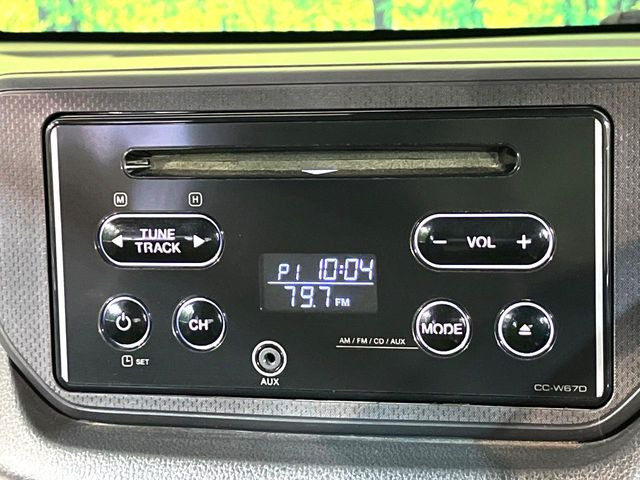 M H
TUNE
TRACK
- VOL +
P1 10:04
79.7 FM
CH
MODE
AM / FM / CD / AUX
SET
AUX
CC-W67D